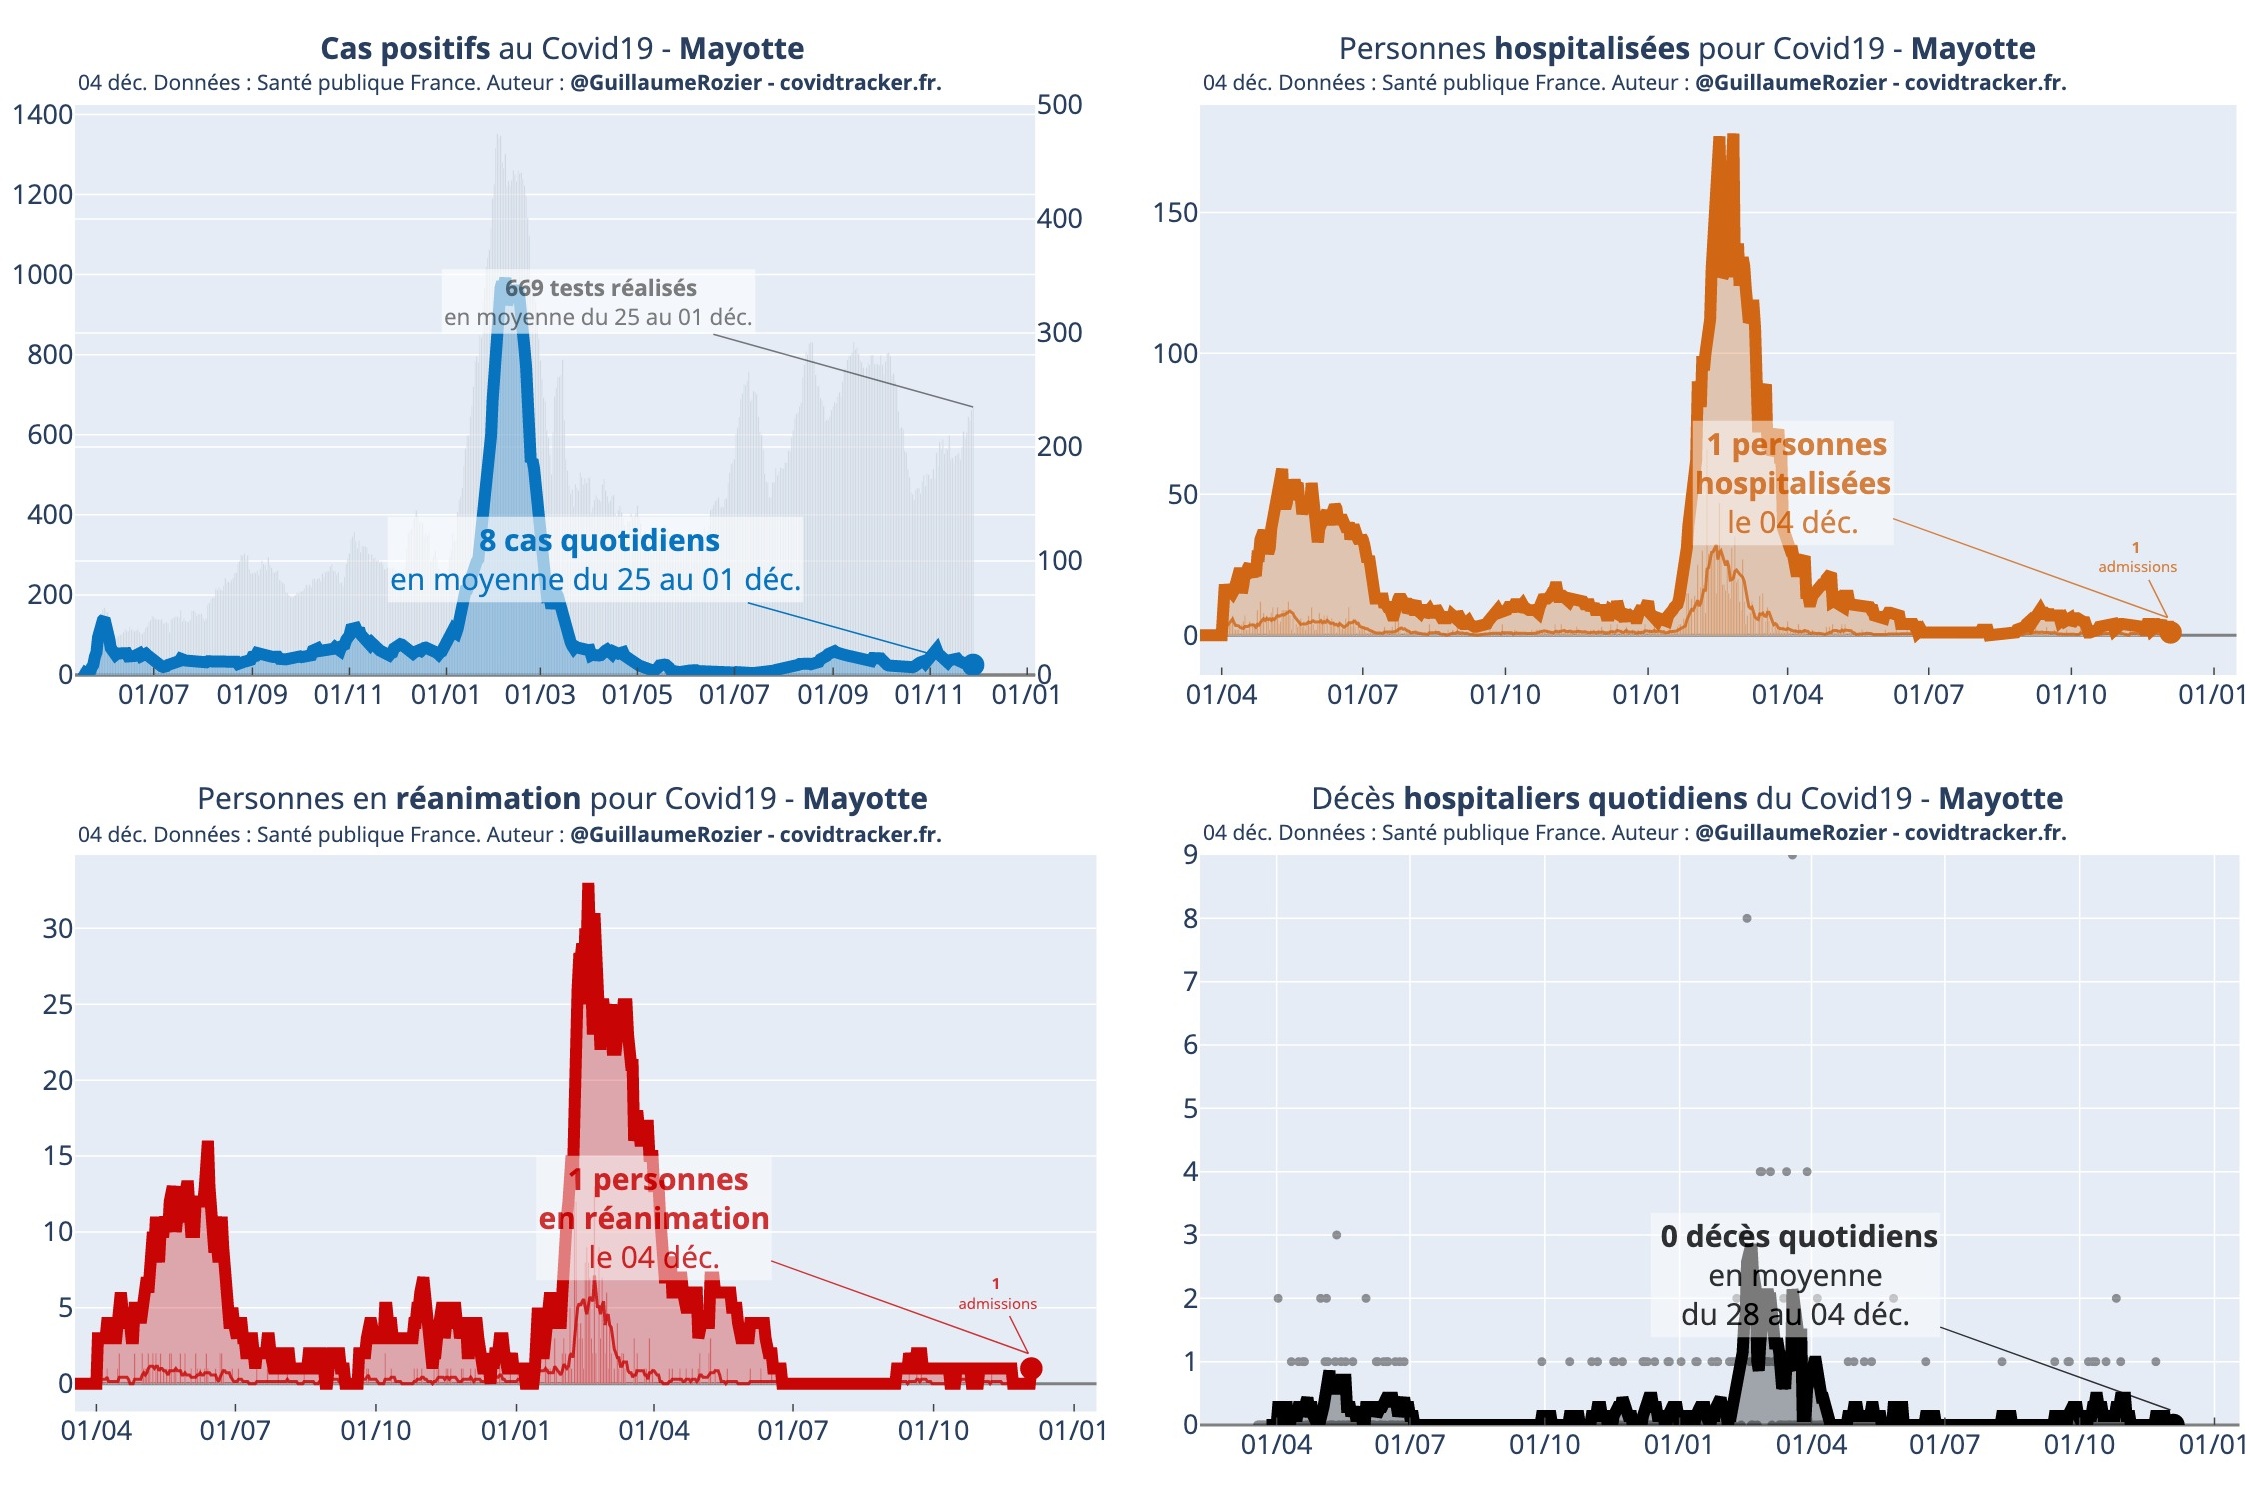 Cas positifs au Covid19 - Mayotte
04 déc. Données : Santé publique France. Auteur : @GuillaumeRozier - covidtracker.fr.
1400
1200
1000
800
600
400
200
0
500
400
300
200
100
0
669 tests réalisés
en moyenne du 25 au 01 déc.
8 cas quotidiens
en moyenne du 25 au 01 déc.
01/07 01/09 01/11 01/01 01/03 01/05 01/07 01/09 01/11 01/01
Personnes hospitalisées pour Covid19 - Mayotte
04 déc. Données : Santé publique France. Auteur : @GuillaumeRozier - covidtracker.fr.
150
100
50
0
1 personnes
hospitalisées
le 04 déc.
1
admissions
01/04 01/07 01/10 01/01 01/04 01/07 01/10 01/01
Personnes en réanimation pour Covid19 - Mayotte
04 déc. Données : Santé publique France. Auteur : @GuillaumeRozier - covidtracker.fr.
30
25
20
15
10
5
0
1 personnes
en réanimation
le 04 déc.
1
admissions
01/04 01/07 01/10 01/01 01/04 01/07 01/10 01/01
Décès hospitaliers quotidiens du Covid19 - Mayotte
04 déc. Données : Santé publique France. Auteur : @GuillaumeRozier - covidtracker.fr.
9
8
7
6
5
4
3
2
1
0
0 décès quotidiens
en moyenne
du 28 au 04 déc.
01/04 01/07 01/10 01/01 01/04 01/07 01/10 01/01